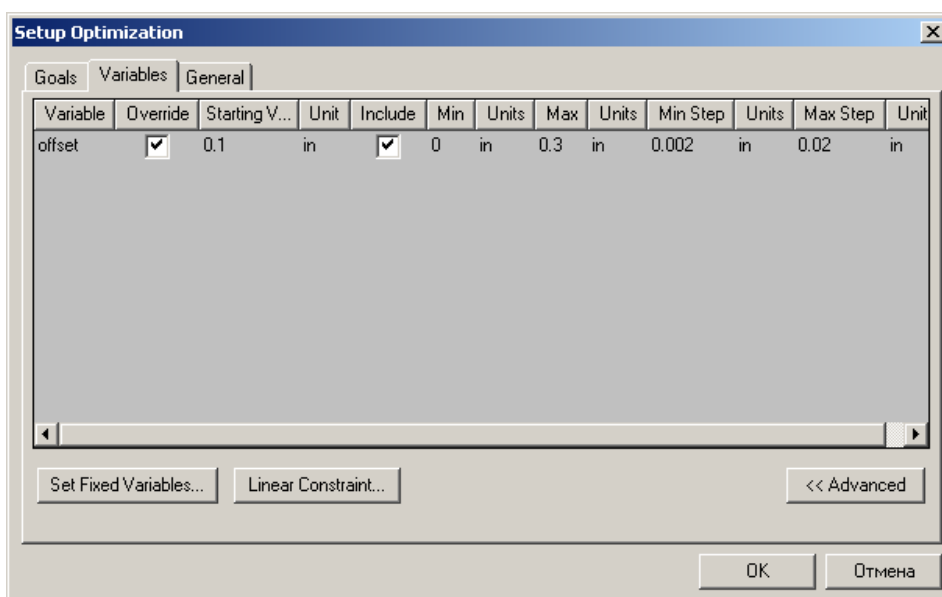 Setup Optimization
Goals Variables General
Variable Override Starting V... Unit Include Min Units Max Units Min Step Units Max Step Unit
offset 0.1 in 0 in 0.3 in 0.002 in 0.02 in
Set Fixed Variables... Linear Constraint... << Advanced
OK Отмена